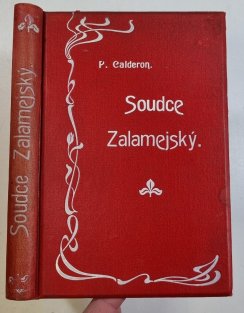 Soudce Zalamejský.
P. Calderon.
Soudce
Zalamejský.